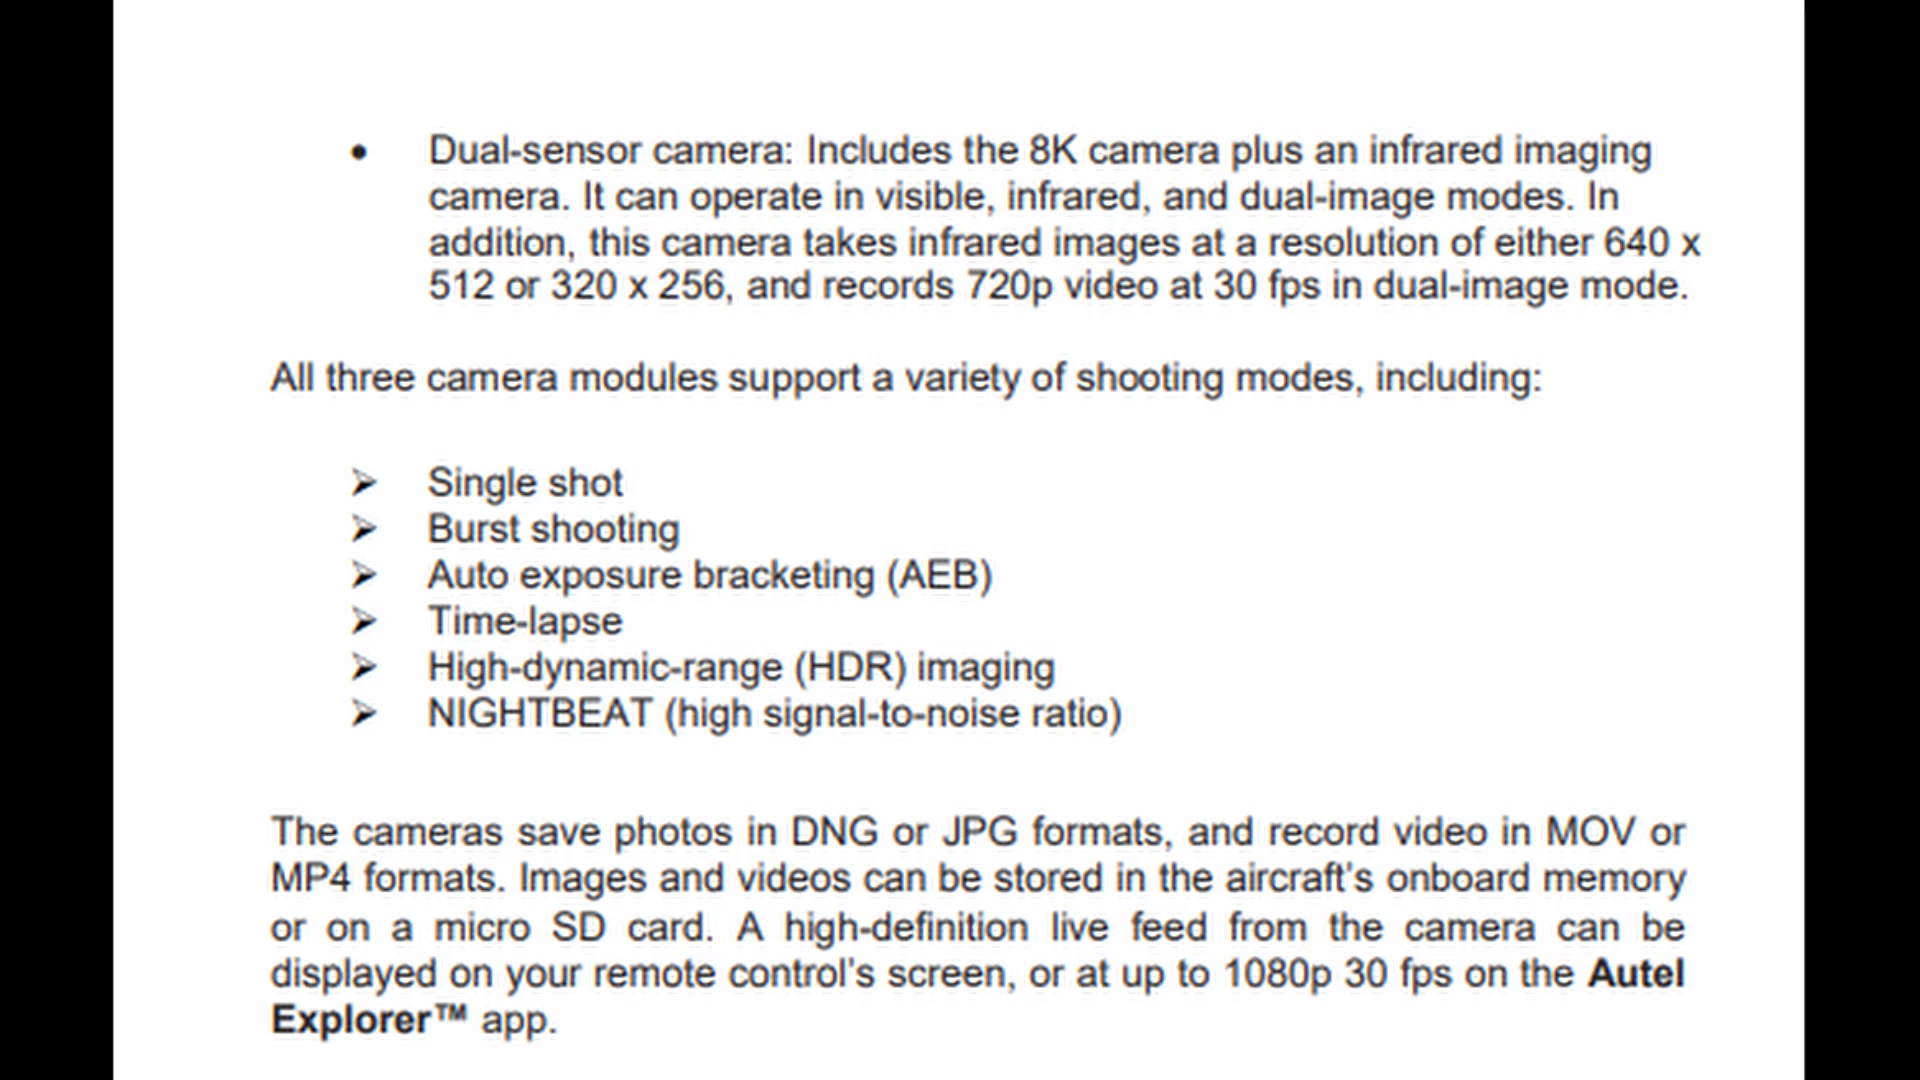 • Dual-sensor camera: Includes the 8K camera plus an infrared imaging
camera. It can operate in visible, infrared, and dual-image modes. In
addition, this camera takes infrared images at a resolution of either 640 x
512 or 320 x 256, and records 720p video at 30 fps in dual-image mode.
All three camera modules support a variety of shooting modes, including:
➢ Single shot
➢ Burst shooting
➢ Auto exposure bracketing (AEB)
➢ Time-lapse
➢ High-dynamic-range (HDR) imaging
➢ NIGHTBEAT (high signal-to-noise ratio)
The cameras save photos in DNG or JPG formats, and record video in MOV or
MP4 formats. Images and videos can be stored in the aircraft's onboard memory
or on a micro SD card. A high-definition live feed from the camera can be
displayed on your remote control's screen, or at up to 1080p 30 fps on the Autel
Explorer™ app.